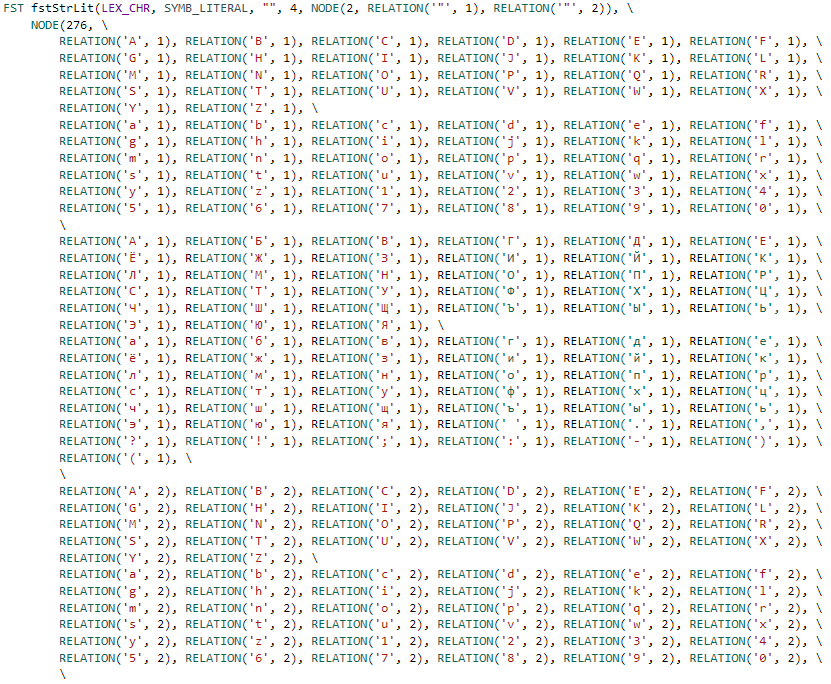 FST fstStrLit(LEX_CHR, SYMB_LITERAL, "", 4, NODE(2, RELATION('"', 1), RELATION('"', 2)), \
NODE(276, \
RELATION('A', 1), RELATION('B', 1), RELATION('C', 1), RELATION('D', 1), RELATION('E', 1), RELATION('F', 1), \
RELATION('G', 1), RELATION('H', 1), RELATION('I', 1), RELATION('J', 1), RELATION('K', 1), RELATION('L', 1), \
RELATION('M', 1), RELATION('N', 1), RELATION('O', 1), RELATION('P', 1), RELATION('Q', 1), RELATION('R', 1), \
RELATION('S', 1), RELATION('T', 1), RELATION('U', 1), RELATION('V', 1), RELATION('W', 1), RELATION('X', 1), \
RELATION('Y', 1), RELATION('Z', 1), \
RELATION('a', 1), RELATION('b', 1), RELATION('c', 1), RELATION('d', 1), RELATION('e', 1), RELATION('f', 1), \
RELATION('g', 1), RELATION('h', 1), RELATION('i', 1), RELATION('j', 1), RELATION('k', 1), RELATION('l', 1), \
RELATION('m', 1), RELATION('n', 1), RELATION('o', 1), RELATION('p', 1), RELATION('q', 1), RELATION('r', 1), \
RELATION('s', 1), RELATION('t', 1), RELATION('u', 1), RELATION('v', 1), RELATION('w', 1), RELATION('x', 1), \
RELATION('y', 1), RELATION('z', 1), RELATION('1', 1), RELATION('2', 1), RELATION('3', 1), RELATION('4', 1), \
RELATION('5', 1), RELATION('6', 1), RELATION('7', 1), RELATION('8', 1), RELATION('9', 1), RELATION('0', 1), \
\
RELATION('А', 1), RELATION('Б', 1), RELATION('В', 1), RELATION('Г', 1), RELATION('Д', 1), RELATION('Е', 1), \
RELATION('Ё', 1), RELATION('Ж', 1), RELATION('З', 1), RELATION('И', 1), RELATION('Й', 1), RELATION('К', 1), \
RELATION('Л', 1), RELATION('М', 1), RELATION('Н', 1), RELATION('О', 1), RELATION('П', 1), RELATION('Р', 1), \
RELATION('С', 1), RELATION('Т', 1), RELATION('У', 1), RELATION('Ф', 1), RELATION('Х', 1), RELATION('Ц', 1), \
RELATION('Ч', 1), RELATION('Ш', 1), RELATION('Щ', 1), RELATION('Ъ', 1), RELATION('Ы', 1), RELATION('Ь', 1), \
RELATION('Э', 1), RELATION('Ю', 1), RELATION('Я', 1), \
RELATION('а', 1), RELATION('б', 1), RELATION('в', 1), RELATION('г', 1), RELATION('д', 1), RELATION('е', 1), \
RELATION('ё', 1), RELATION('ж', 1), RELATION('з', 1), RELATION('и', 1), RELATION('й', 1), RELATION('к', 1), \
RELATION('л', 1), RELATION('м', 1), RELATION('н', 1), RELATION('о', 1), RELATION('п', 1), RELATION('р', 1), \
RELATION('с', 1), RELATION('т', 1), RELATION('у', 1), RELATION('ф', 1), RELATION('х', 1), RELATION('ц', 1), \
RELATION('ч', 1), RELATION('ш', 1), RELATION('щ', 1), RELATION('ъ', 1), RELATION('ы', 1), RELATION('ь', 1), \
RELATION('э', 1), RELATION('ю', 1), RELATION('я', 1), RELATION(' ', 1), RELATION('.', 1), RELATION(',', 1), \
RELATION('?', 1), RELATION('!', 1), RELATION(';', 1), RELATION(':', 1), RELATION('-', 1), RELATION(')', 1), \
RELATION('(', 1), \
\
RELATION('A', 2), RELATION('B', 2), RELATION('C', 2), RELATION('D', 2), RELATION('E', 2), RELATION('F', 2), \
RELATION('G', 2), RELATION('H', 2), RELATION('I', 2), RELATION('J', 2), RELATION('K', 2), RELATION('L', 2), \
RELATION('M', 2), RELATION('N', 2), RELATION('O', 2), RELATION('P', 2), RELATION('Q', 2), RELATION('R', 2), \
RELATION('S', 2), RELATION('T', 2), RELATION('U', 2), RELATION('V', 2), RELATION('W', 2), RELATION('X', 2), \
RELATION('Y', 2), RELATION('Z', 2), \
RELATION('a', 2), RELATION('b', 2), RELATION('c', 2), RELATION('d', 2), RELATION('e', 2), RELATION('f', 2), \
RELATION('g', 2), RELATION('h', 2), RELATION('i', 2), RELATION('j', 2), RELATION('k', 2), RELATION('l', 2), \
RELATION('m', 2), RELATION('n', 2), RELATION('o', 2), RELATION('p', 2), RELATION('q', 2), RELATION('r', 2), \
RELATION('s', 2), RELATION('t', 2), RELATION('u', 2), RELATION('v', 2), RELATION('w', 2), RELATION('x', 2), \
RELATION('y', 2), RELATION('z', 2), RELATION('1', 2), RELATION('2', 2), RELATION('3', 2), RELATION('4', 2), \
RELATION('5', 2), RELATION('6', 2), RELATION('7', 2), RELATION('8', 2), RELATION('9', 2), RELATION('0', 2), \
\